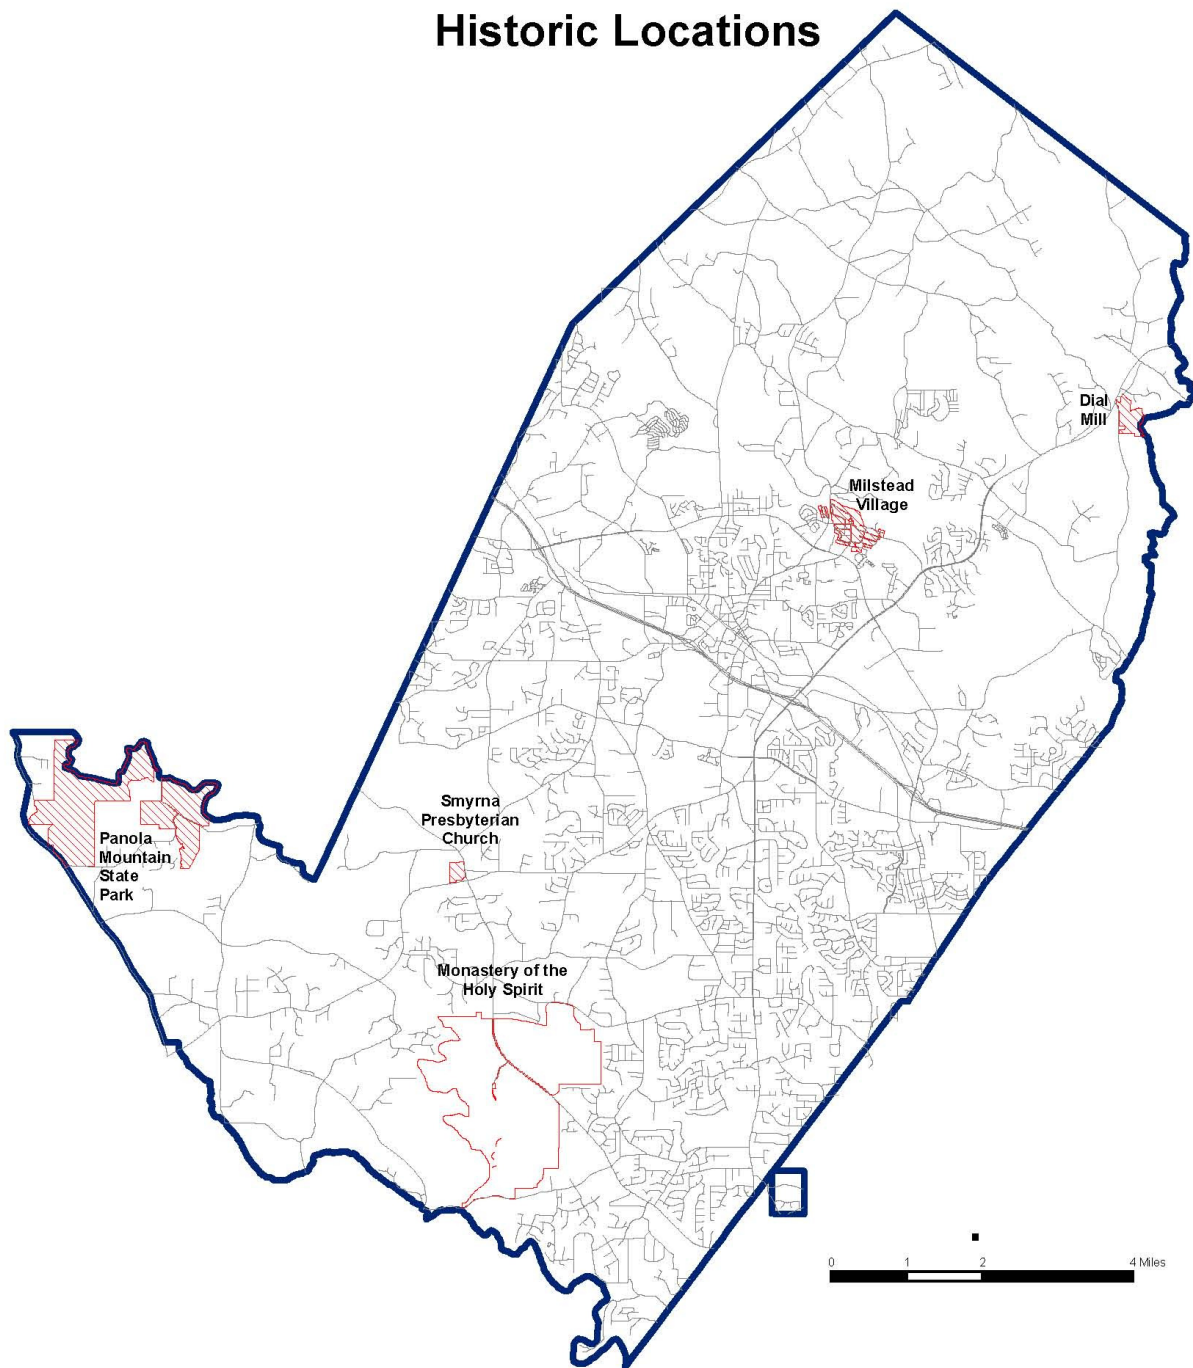 Historic Locations
Dial
Mill
Milstead
Village
Smyrna
Presbyterian
Church
Panola
Mountain
State
Park
Monastery of the
Holy Spirit
0 1 2 4 Miles